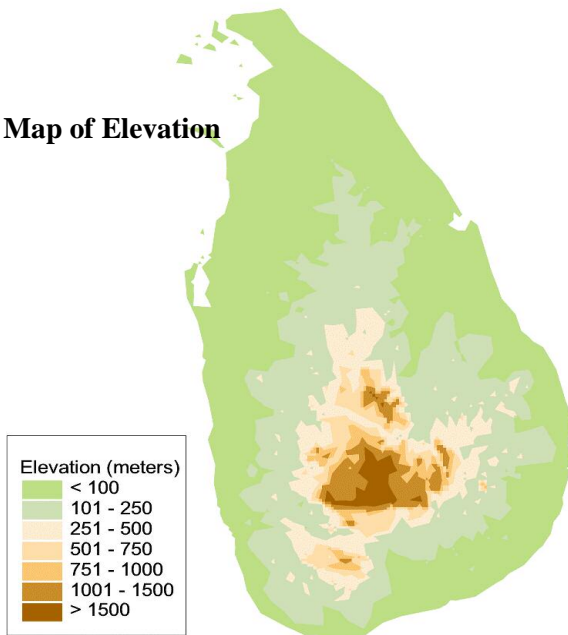 Map of Elevation
Elevation (meters)
< 100
101 - 250
251 - 500
501 - 750
751 - 1000
1001 - 1500
> 1500